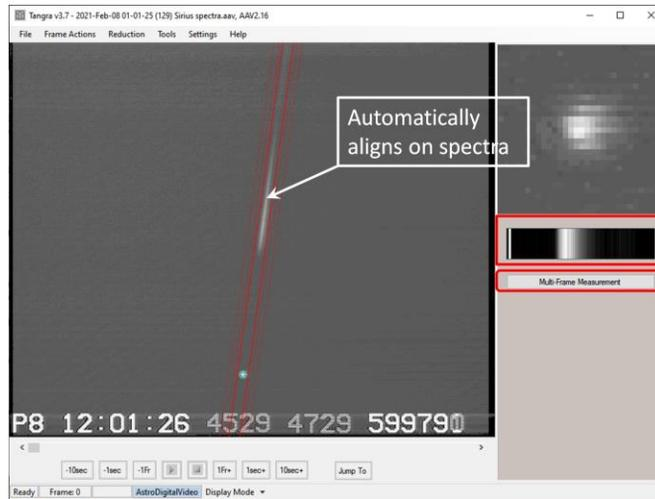 Tangra v3.7 - 2021-Feb-08 01-01-25 (129) Sirius spectra.aav, AAV2.16
File Frame Actions Reduction Tools Settings Help
Automatically
aligns on spectra
Multi-Frame Measurement
P8 12:01:26 4529 4729
-10sec -1sec -1Fr 1Fr+ 1sec+ 10sec+ Jump To
Ready Frame: 0 AstroDigitalVideo Display Mode